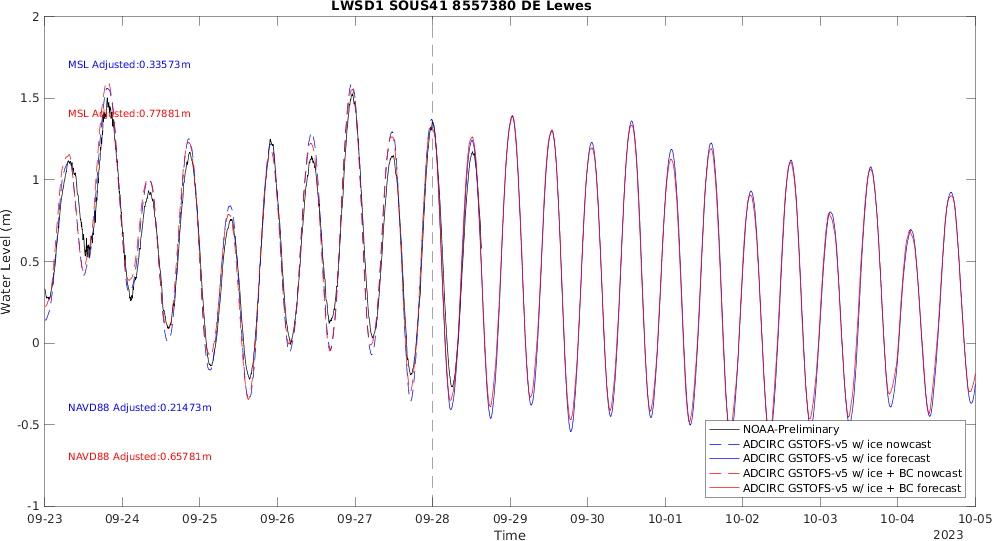 LWSD1 SOUS41 8557380 DE Lewes
2
1.5
1
0.5
0
-0.5
-1
Water Level (m)
MSL Adjusted:0.33573m
MSL Adjusted:0.77881m
NAVD88 Adjusted:0.21473m
NAVD88 Adjusted:0.65781m
NOAA-Preliminary
ADCIRC GSTOFS-v5 w/ ice nowcast
ADCIRC GSTOFS-v5 w/ ice forecast
ADCIRC GSTOFS-v5 w/ ice + BC nowcast
ADCIRC GSTOFS-v5 w/ ice + BC forecast
09-23 09-24 09-25 09-26 09-27 09-28 09-29 09-30 10-01 10-02 10-03 10-04 10-05
Time
2023